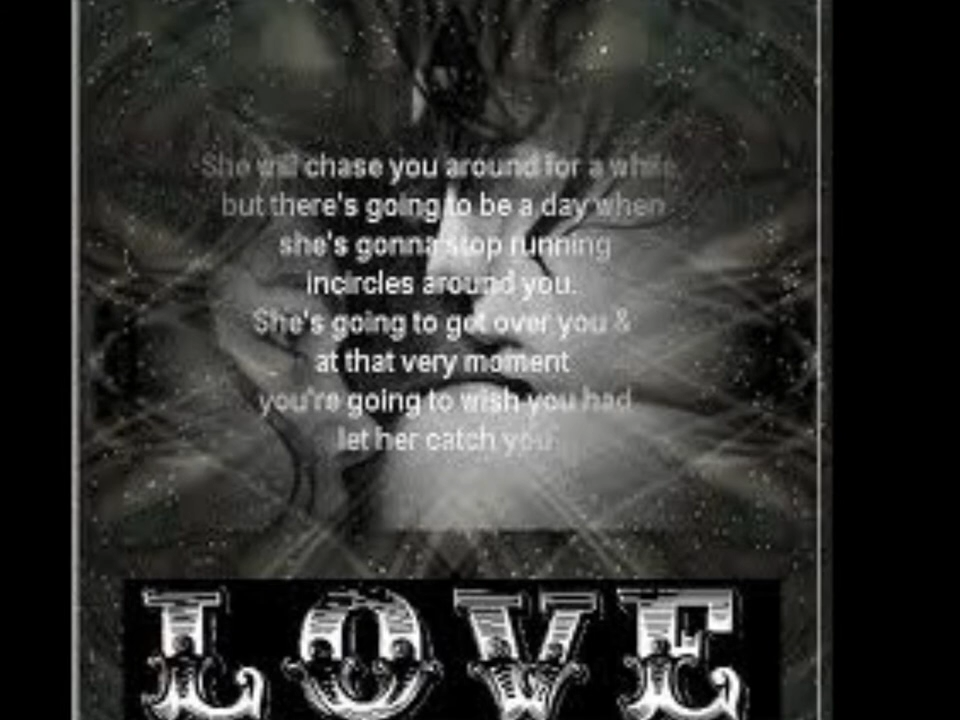 She will chase you around for a while
but there's going to be a day when
she's gonna stop running
incircles around you.
She's going to get over you &
at that very moment
you're going to wish you had
let her catch you.
LOVE